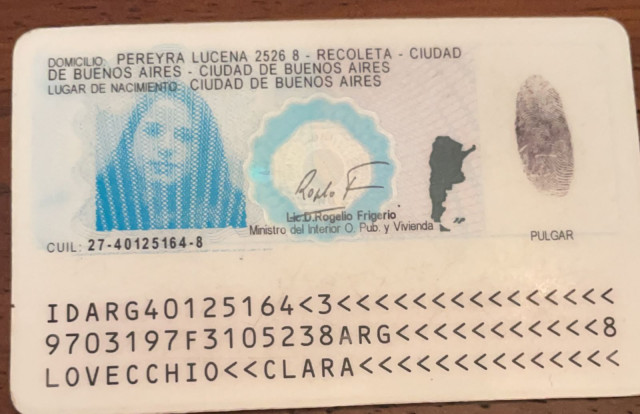 DOMICILIO: PEREYRA LUCENA 2526 8 - RECOLETA - CIUDAD
DE BUENOS AIRES - CIUDAD DE BUENOS AIRES
LUGAR DE NACIMIENTO: CIUDAD DE BUENOS AIRES
Lic.D.Rogelio Frigerio
Ministro del Interior O. Pub. y Vivienda
PULGAR
CUIL: 27-40125164-8
IDARG40125164<3<<<<<<<<<<<<<<<
9703197F3105238ARG<<<<<<<<<<<8
LOVECCHIO<<CLARA<<<<<<<<<<<<<<